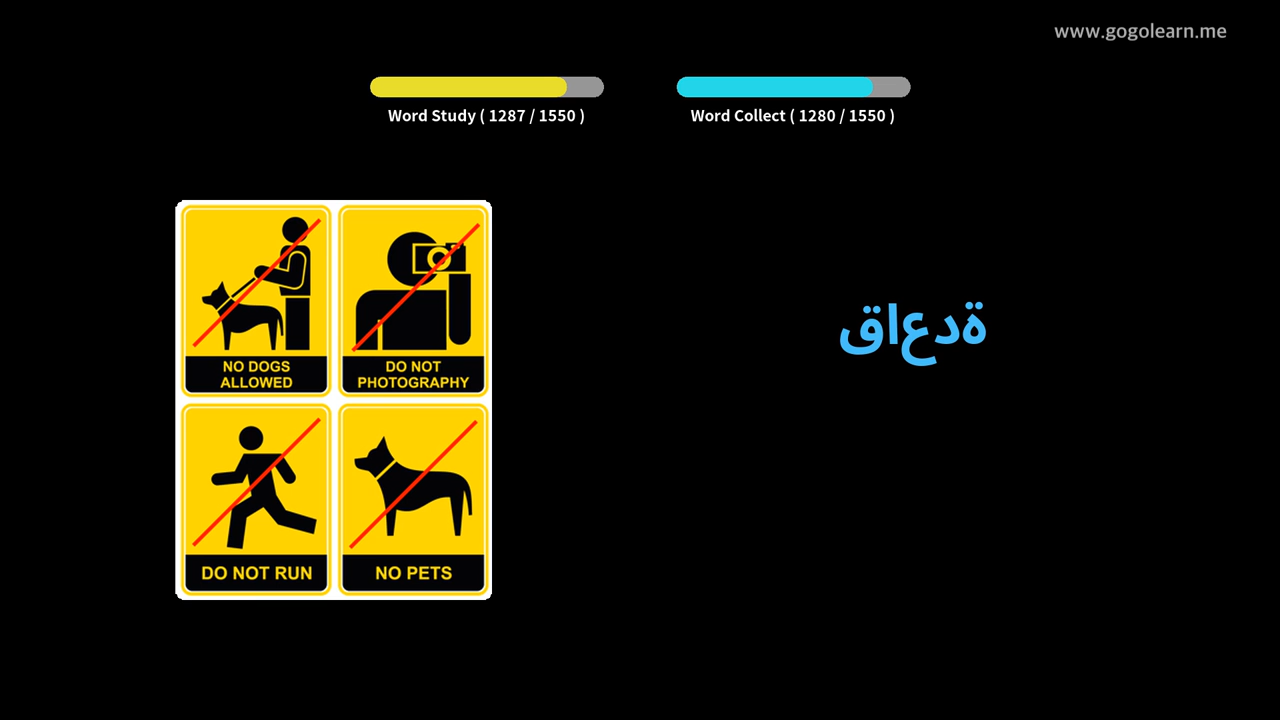 www.gogolearn.me
Word Study ( 1287 / 1550 )
Word Collect ( 1280 / 1550 )
NO DOGS
ALLOWED
DO NOT
PHOTOGRAPHY
ةدعاق
DO NOT RUN
NO PETS